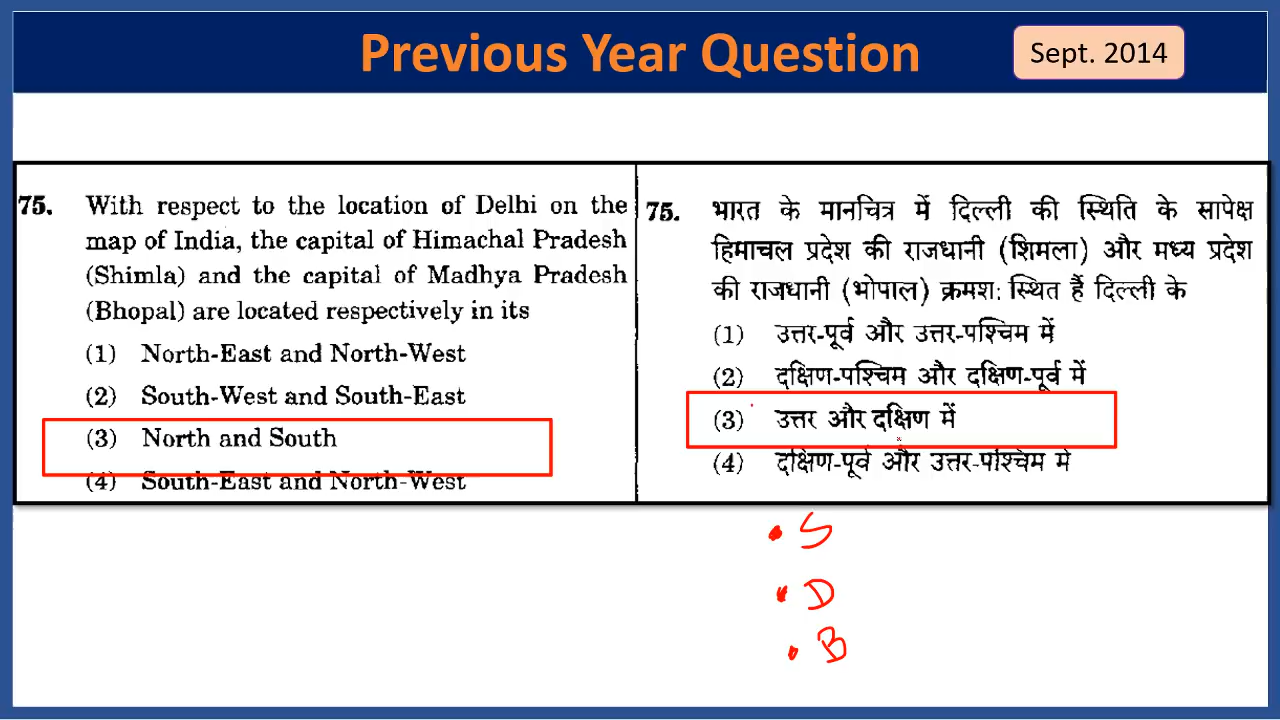 Previous Year Question
Sept. 2014
75. With respect to the location of Delhi on the
map of India, the capital of Himachal Pradesh
(Shimla) and the capital of Madhya Pradesh
(Bhopal) are located respectively in its
(1) North-East and North-West
(2) South-West and South-East
(3) North and South
(4) South-East and North-West
75. भारत के मानचित्र में दिल्ली की स्थिति के सापेक्ष
हिमाचल प्रदेश की राजधानी (शिमला) और मध्य प्रदेश
की राजधानी (भोपाल) क्रमश: स्थित हैं दिल्ली के
(1) उत्तर-पूर्व और उत्तर-पश्चिम में
(2) दक्षिण-पश्चिम और दक्षिण-पूर्व में
(3) उत्तर और दक्षिण में
(4) दक्षिण-पूर्व और उत्तर-पश्चिम में
S
D
B